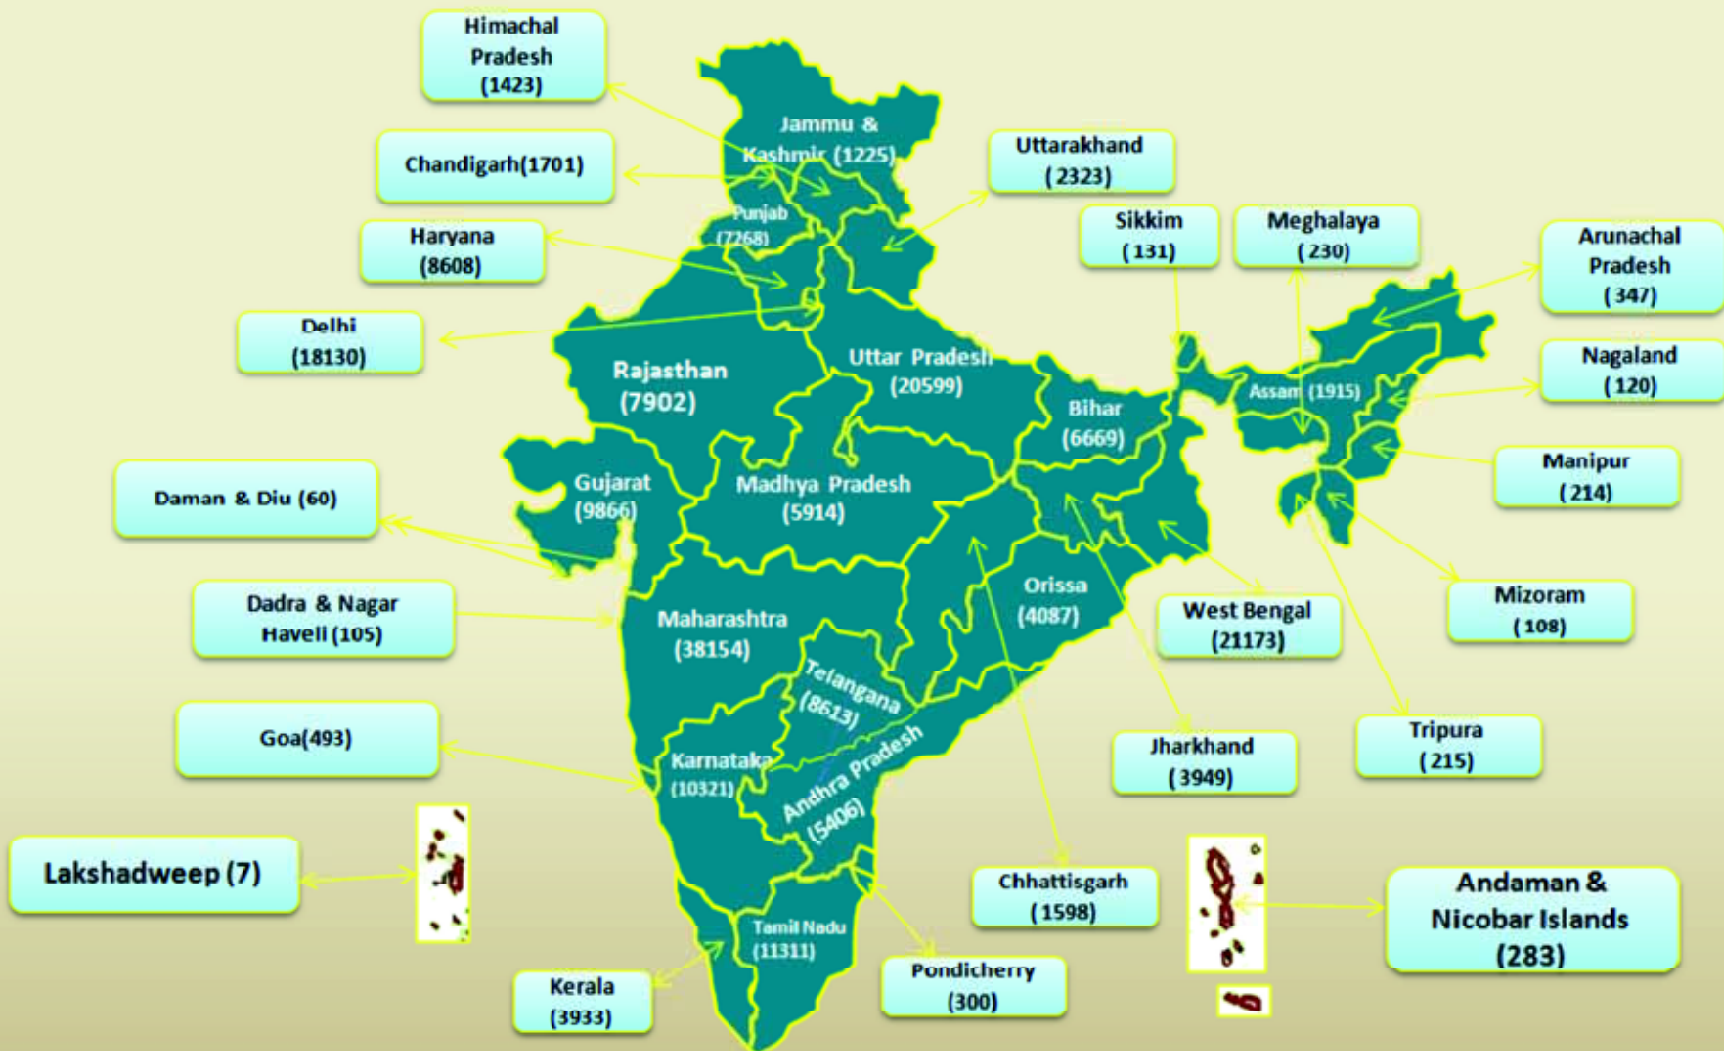 Himachal
Pradesh
(1423)
Jammu &
Kashmir (1225)
Chandigarh(1701)
Uttarakhand
( 2323)
Punjab
(7268)
Haryana
(8608)
Sikkim
( 131)
Meghalaya
( 230)
Arunachal
Pradesh
( 347)
Delhi
(18130)
Rajasthan
(7902)
Uttar Pradesh
(20599)
Nagaland
( 120)
Assam (1915)
Bihar
(6669)
Manipur
( 214)
Daman & Diu (60)
Gujarat
(9866)
Madhya Pradesh
(5914)
Dadra & Nagar
Haveli (105)
Maharashtra
(38154)
Orissa
(4087)
West Bengal
(21173)
Mizoram
( 108)
Telangana
(8613)
Goa(493)
Karnataka
(10321)
Andhra Pradesh
(5406)
Jharkhand
( 3949)
Tripura
( 215)
Lakshadweep (7)
Chhattisgarh
( 1598)
Andaman &
Nicobar Islands
(283)
Tamil Nadu
(11311)
Kerala
(3933)
Pondicherry
(300)